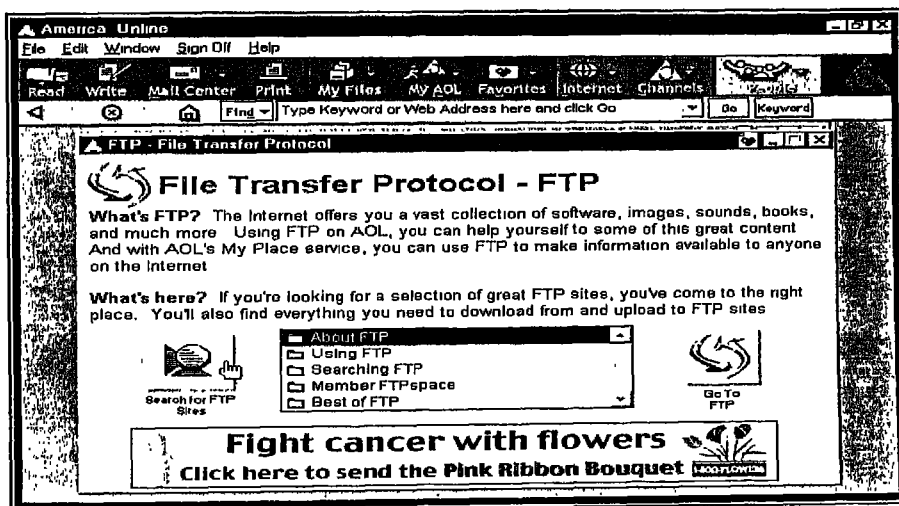 America Online
File Edit Window Sign Off Help
Read Write Mail Center Print My Files My AOL Favorites Internet Channels People
Find Type Keyword or Web Address here and click Go Go Keyword
FTP - File Transfer Protocol
File Transfer Protocol - FTP
What's FTP? The Internet offers you a vast collection of software, images, sounds, books,
and much more Using FTP on AOL, you can help yourself to some of this great content
And with AOL's My Place service, you can use FTP to make information available to anyone
on the Internet
What's here? If you're looking for a selection of great FTP sites, you've come to the right
place. You'll also find everything you need to download from and upload to FTP sites
About FTP
Using FTP
Searching FTP
Member FTPspace
Best of FTP
Search for FTP
Sites
Go To
FTP
Fight cancer with flowers
Click here to send the Pink Ribbon Bouquet